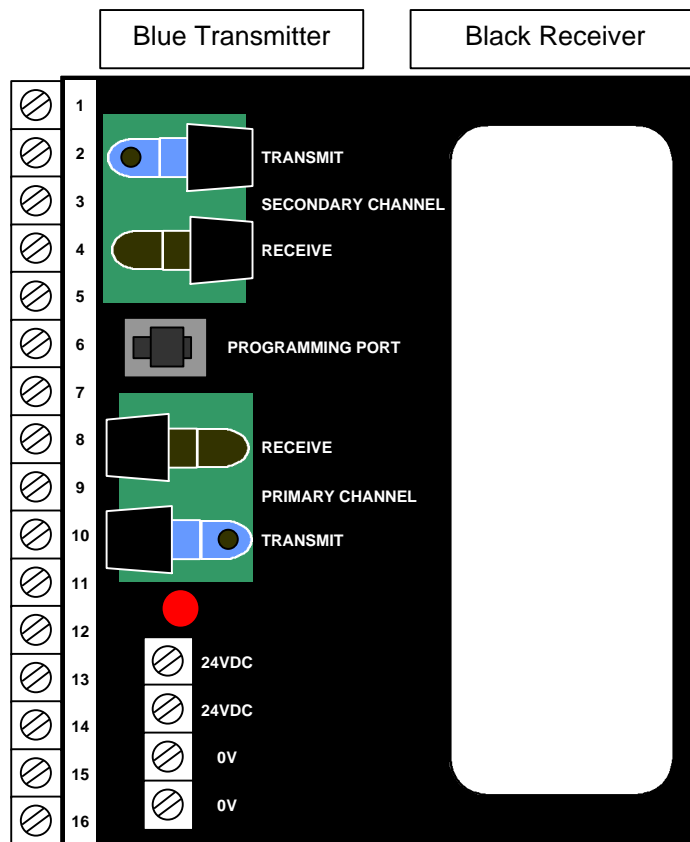 Blue Transmitter
Black Receiver
1
2
TRANSMIT
3
SECONDARY CHANNEL
4
RECEIVE
5
6
PROGRAMMING PORT
7
8
RECEIVE
9
PRIMARY CHANNEL
10
TRANSMIT
11
12
13
24VDC
14
24VDC
15
0V
16
0V